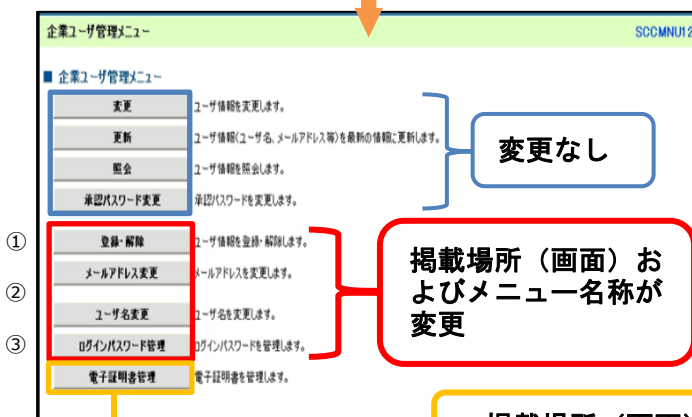 企業ユーザ管理メニュー SCCMNU12
■ 企業ユーザ管理メニュー
変更 ユーザ情報を変更します。
更新 ユーザ情報(ユーザ名、メールアドレス等)を最新の情報に更新します。
照会 ユーザ情報を照会します。
承認パスワード変更 承認パスワードを変更します。
変更なし
① 登録・解除 ユーザ情報を登録・解除します。
メールアドレス変更 メールアドレスを変更します。
②
ユーザ名変更 ユーザ名を変更します。
③ ログインパスワード管理 ログインパスワードを管理します。
掲載場所（画面）お
よびメニュー名称が
変更
電子証明書管理 電子証明書を管理します。
掲載場所（画面）